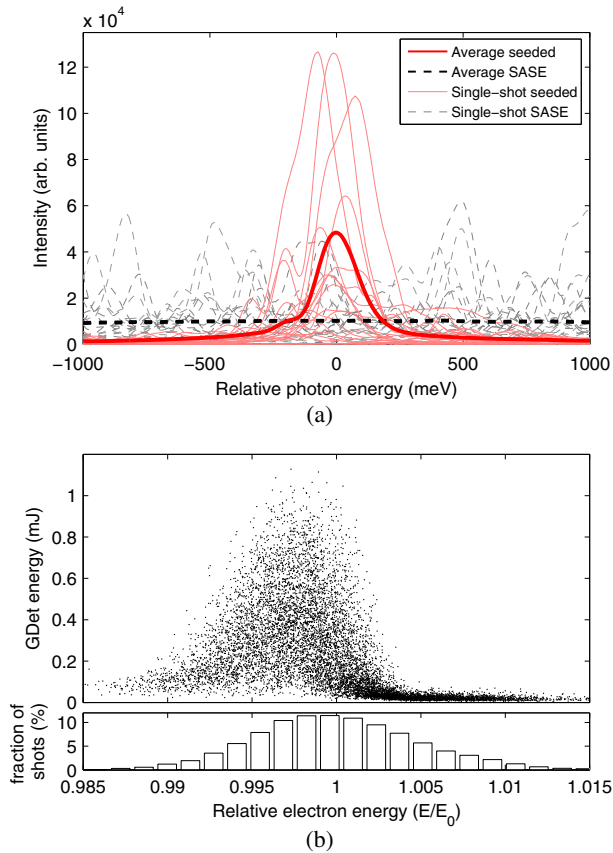 x 10⁴
12
10
8
6
4
2
0
Intensity (arb. units)
Average seeded
Average SASE
Single−shot seeded
Single−shot SASE
−1000
−500
0
500
1000
Relative photon energy (meV)
(a)
1
0.8
0.6
0.4
0.2
0
GDet energy (mJ)
10
5
0
fraction of
shots (%)
0.985
0.99
0.995
1
1.005
1.01
1.015
Relative electron energy (E/E₀)
(b)